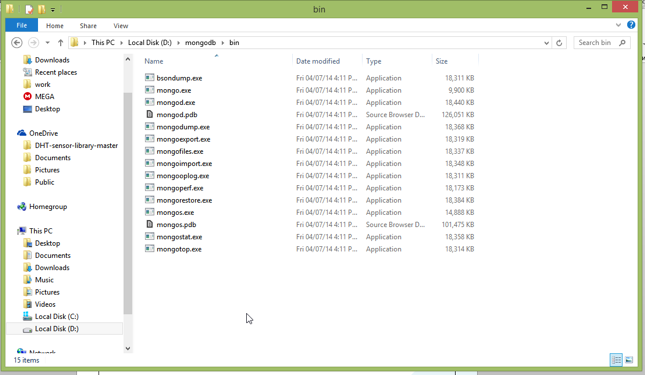 bin
File Home Share View
This PC Local Disk (D:) mongodb bin
Search bin
Name Date modified Type Size
Downloads
Recent places
work
MEGA
Desktop
OneDrive
DHT-sensor-library-master
Documents
Pictures
Public
Homegroup
This PC
Desktop
Documents
Downloads
Music
Pictures
Videos
Local Disk (C:)
Local Disk (D:)
Network
bsondump.exe Fri 04/07/14 4:11 P... Application 18,311 KB
mongo.exe Fri 04/07/14 4:11 P... Application 9,900 KB
mongod.exe Fri 04/07/14 4:11 P... Application 18,440 KB
mongod.pdb Fri 04/07/14 4:11 P... Source Browser D... 126,051 KB
mongodump.exe Fri 04/07/14 4:11 P... Application 18,368 KB
mongoexport.exe Fri 04/07/14 4:11 P... Application 18,319 KB
mongofiles.exe Fri 04/07/14 4:11 P... Application 18,337 KB
mongoimport.exe Fri 04/07/14 4:11 P... Application 18,348 KB
mongooplog.exe Fri 04/07/14 4:11 P... Application 18,311 KB
mongoperf.exe Fri 04/07/14 4:11 P... Application 18,173 KB
mongorestore.exe Fri 04/07/14 4:11 P... Application 18,384 KB
mongos.exe Fri 04/07/14 4:11 P... Application 14,888 KB
mongos.pdb Fri 04/07/14 4:11 P... Source Browser D... 101,475 KB
mongostat.exe Fri 04/07/14 4:11 P... Application 18,358 KB
mongotop.exe Fri 04/07/14 4:11 P... Application 18,314 KB
15 items